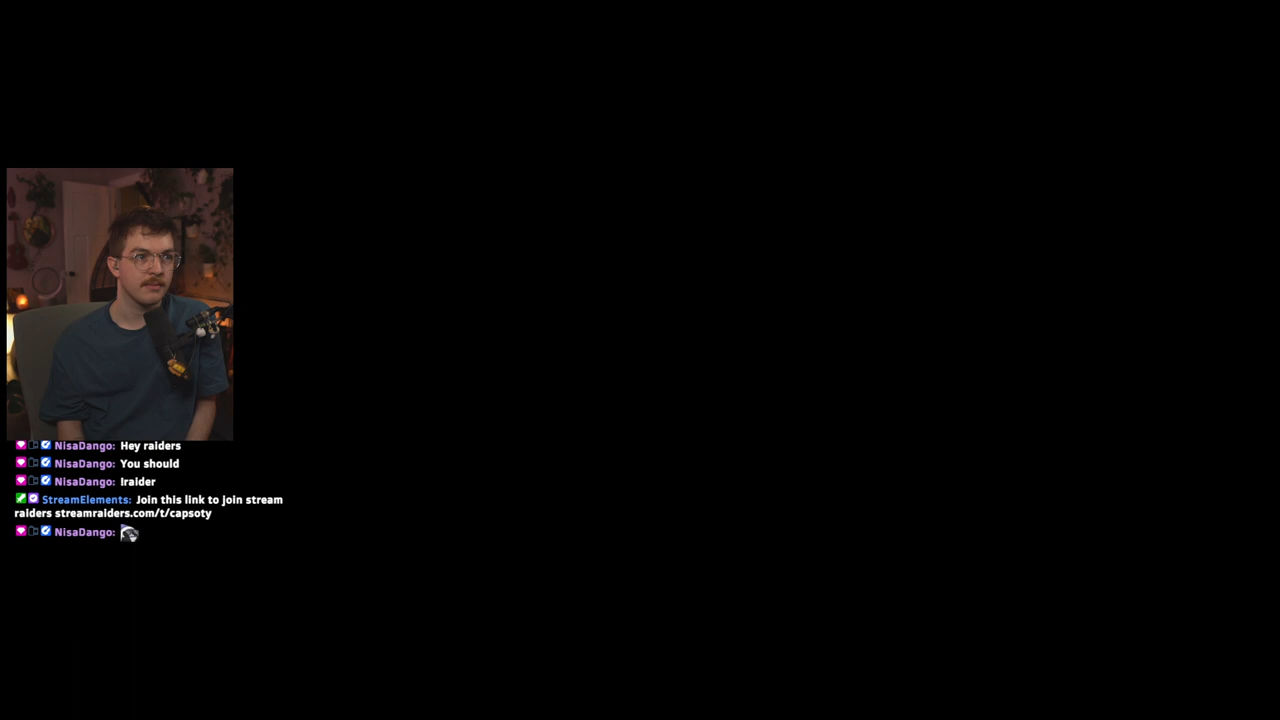 NisaDango: Hey raiders
NisaDango: You should
NisaDango: !raider
StreamElements: Join this link to join stream
raiders streamraiders.com/t/capsoty
NisaDango: